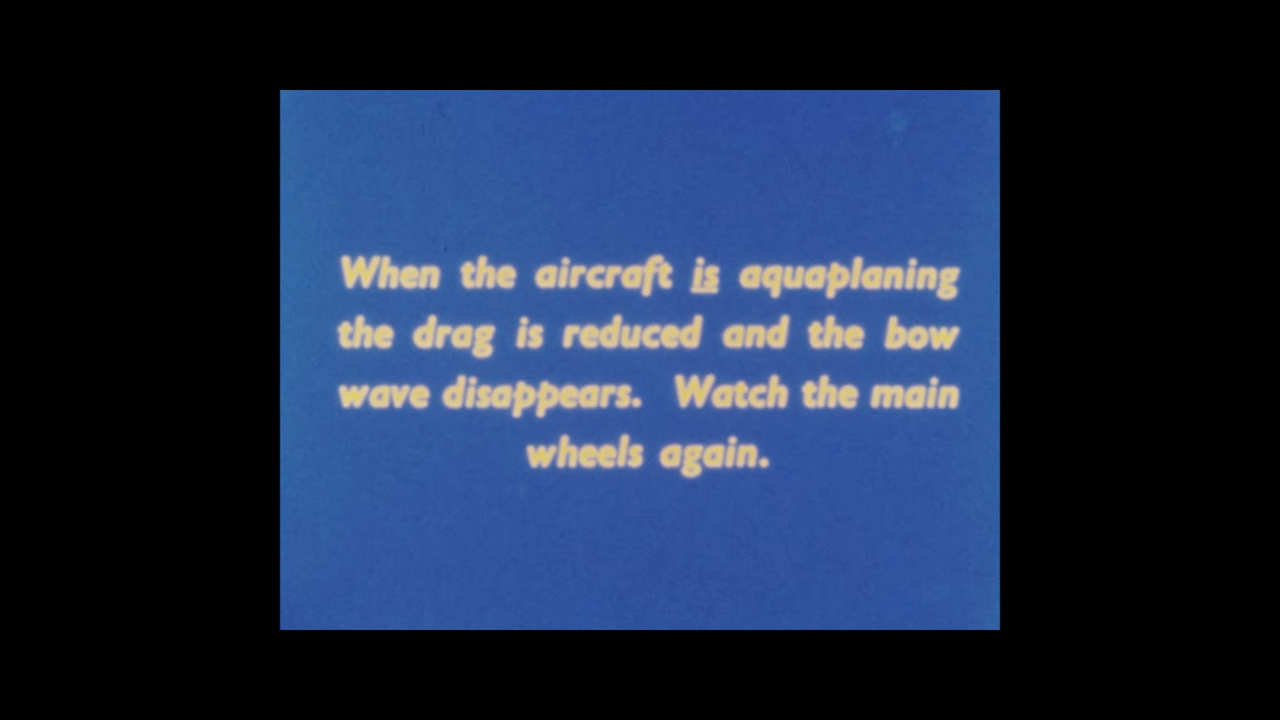 When the aircraft is aquaplaning
the drag is reduced and the bow
wave disappears. Watch the main
wheels again.